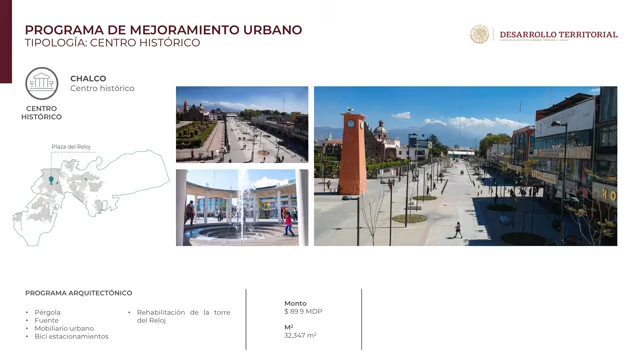 PROGRAMA DE MEJORAMIENTO URBANO
TIPOLOGÍA: CENTRO HISTÓRICO
DESARROLLO TERRITORIAL
CHALCO
Centro histórico
CENTRO
HISTÓRICO
Plaza del Reloj
PROGRAMA ARQUITECTÓNICO
• Pérgola
• Fuente
• Mobiliario urbano
• Bici estacionamientos
• Rehabilitación de la torre
del Reloj
Monto
$ 89.9 MDP
M²
32,347 m²